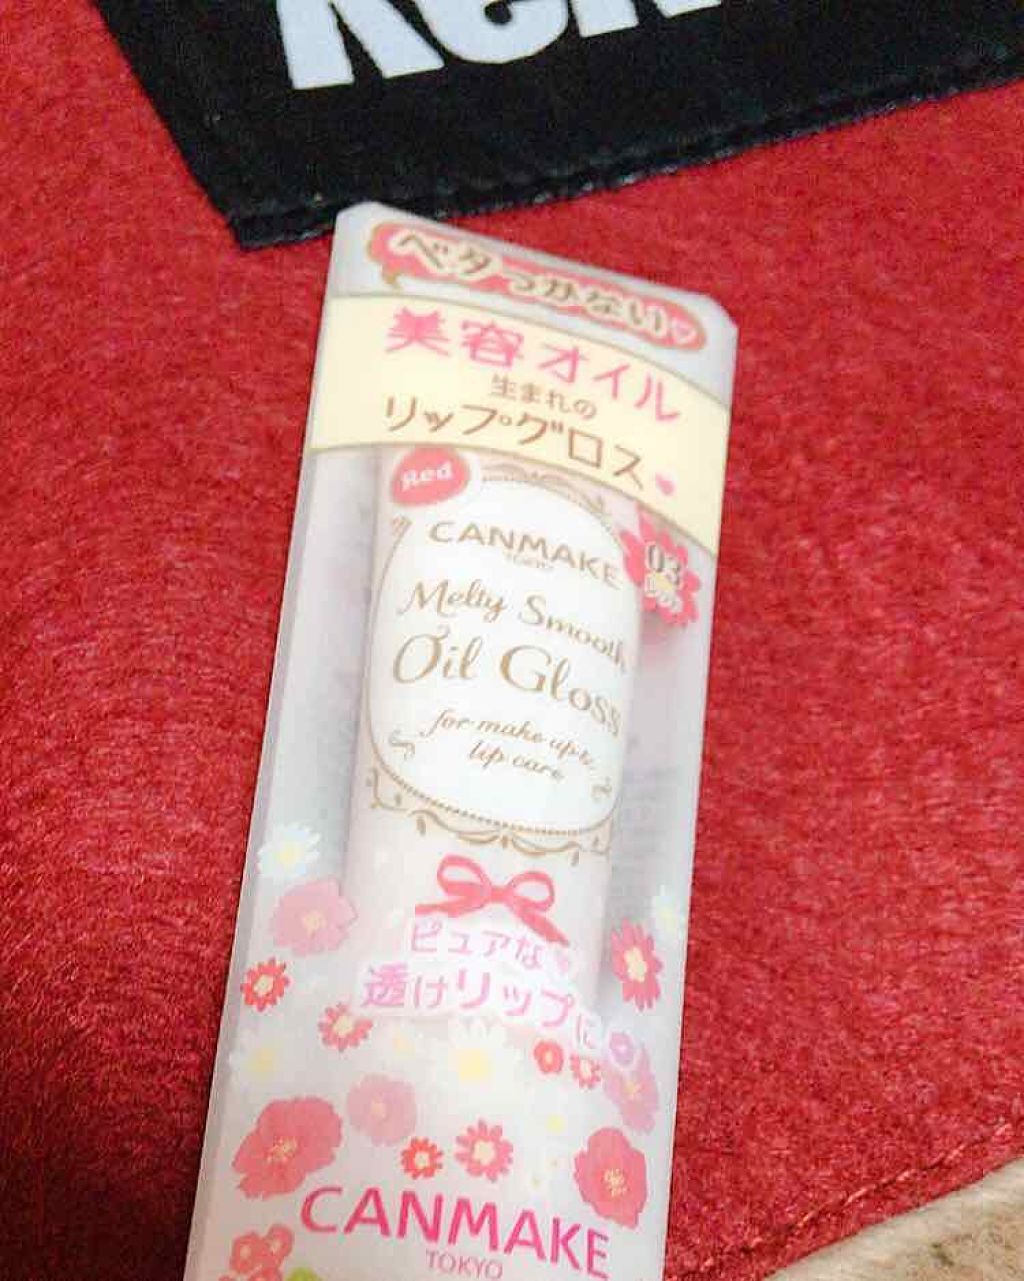 ベタつかない
美容オイル
生まれの
リップグロス
Red
CANMAKE
TOKYO
03
Melty Smooth
Oil Gloss
for make up &
lip care
ピュアな
透けリップに
CANMAKE
TOKYO